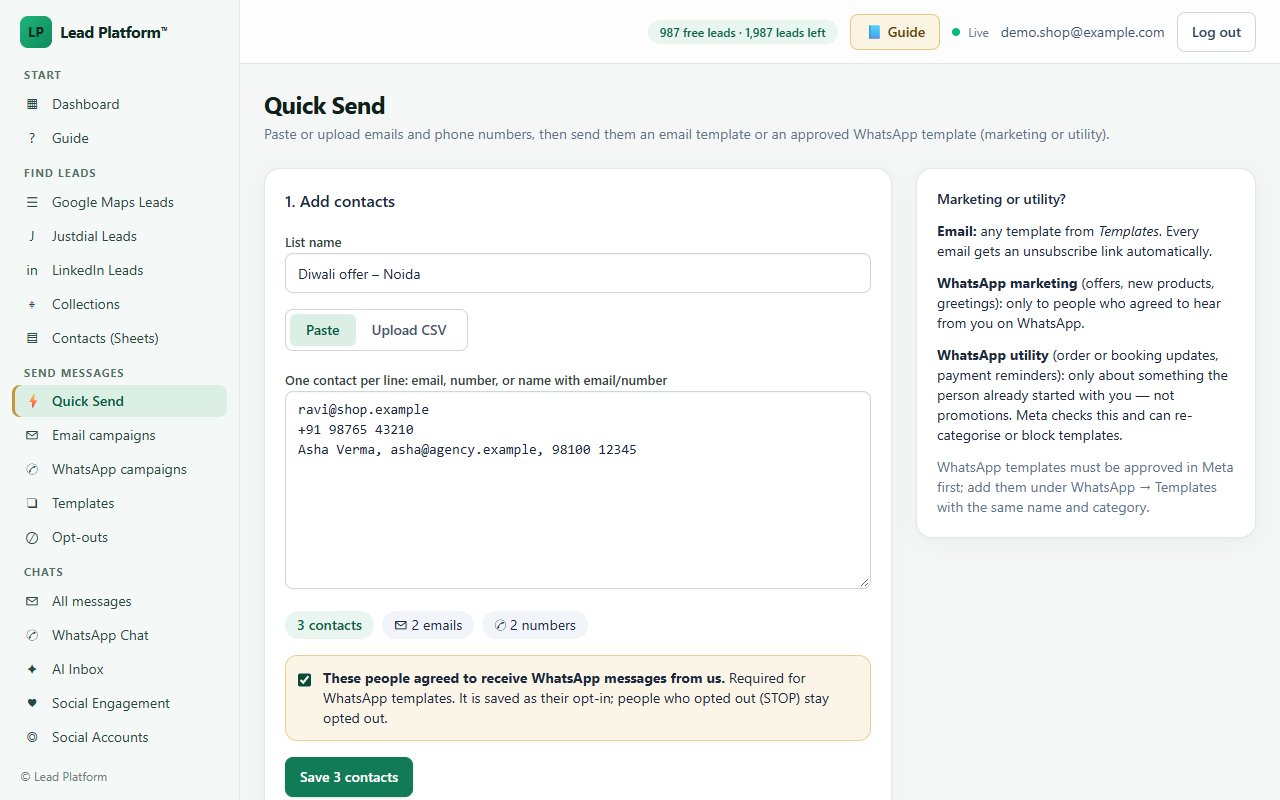 LP Lead Platform™
987 free leads · 1,987 leads left
Guide
Live
demo.shop@example.com
Log out
START
Dashboard
? Guide
FIND LEADS
Google Maps Leads
J Justdial Leads
in LinkedIn Leads
Collections
Contacts (Sheets)
SEND MESSAGES
Quick Send
Email campaigns
WhatsApp campaigns
Templates
Opt-outs
CHATS
All messages
WhatsApp Chat
AI Inbox
Social Engagement
Social Accounts
© Lead Platform
Quick Send
Paste or upload emails and phone numbers, then send them an email template or an approved WhatsApp template (marketing or utility).
1. Add contacts
List name
Diwali offer – Noida
Paste
Upload CSV
One contact per line: email, number, or name with email/number
ravi@shop.example
+91 98765 43210
Asha Verma, asha@agency.example, 98100 12345
3 contacts
2 emails
2 numbers
These people agreed to receive WhatsApp messages from us. Required for
WhatsApp templates. It is saved as their opt-in; people who opted out (STOP) stay
opted out.
Save 3 contacts
Marketing or utility?
Email: any template from Templates. Every
email gets an unsubscribe link automatically.
WhatsApp marketing (offers, new products,
greetings): only to people who agreed to hear
from you on WhatsApp.
WhatsApp utility (order or booking updates,
payment reminders): only about something the
person already started with you — not
promotions. Meta checks this and can re-
categorise or block templates.
WhatsApp templates must be approved in Meta
first; add them under WhatsApp → Templates
with the same name and category.